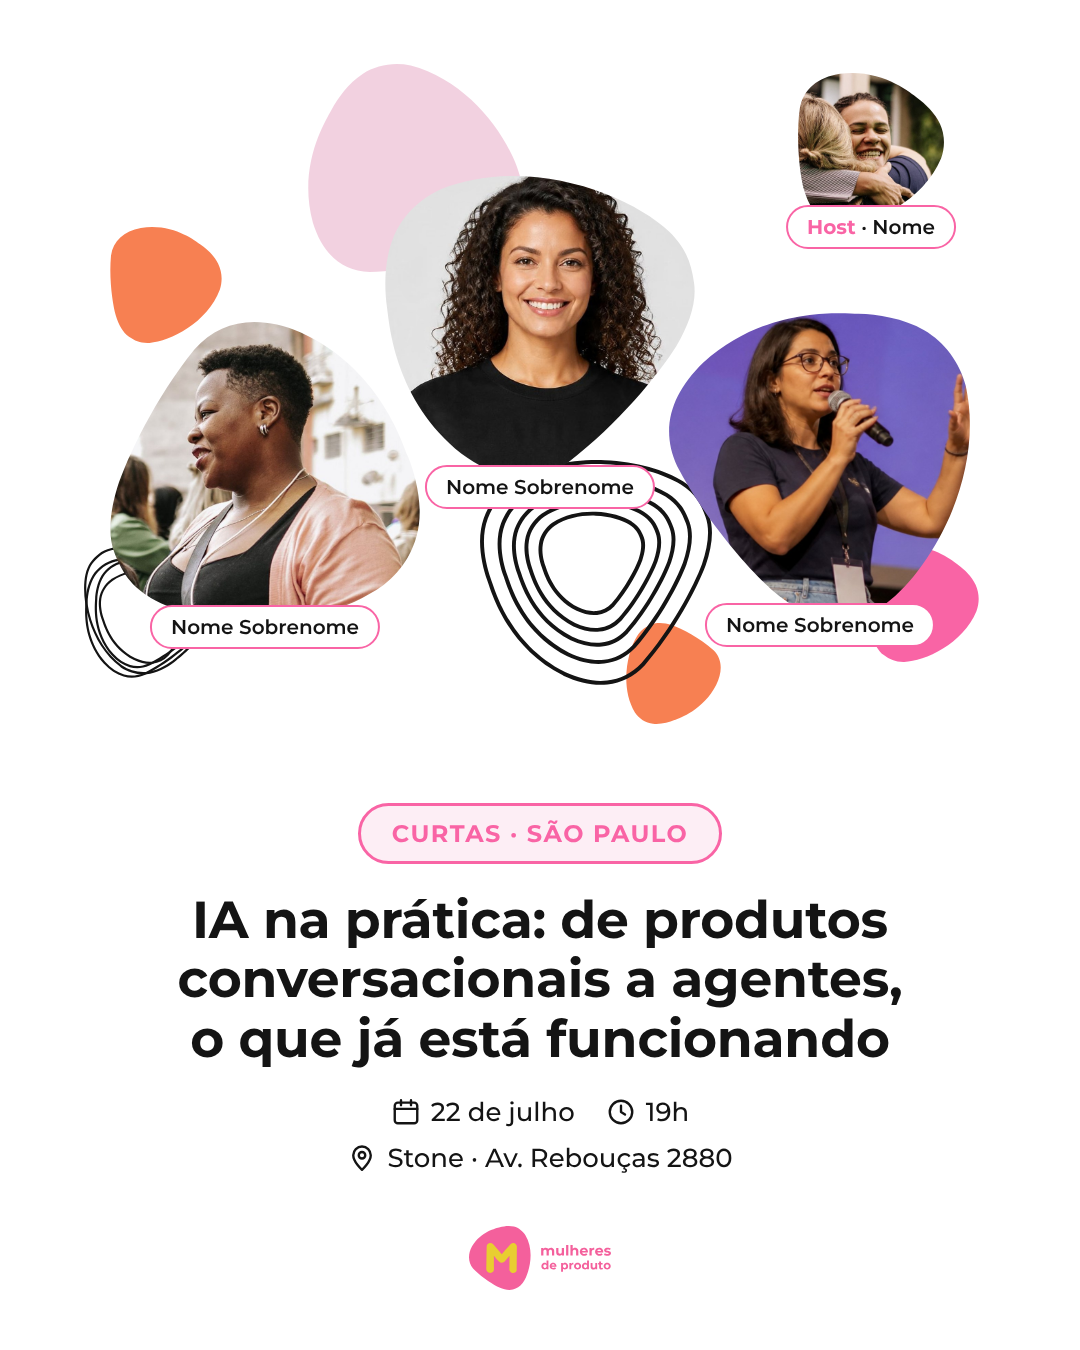 Host · Nome
Nome Sobrenome
Nome Sobrenome
Nome Sobrenome
CURTAS · SÃO PAULO
IA na prática: de produtos
conversacionais a agentes,
o que já está funcionando
22 de julho 19h
Stone · Av. Rebouças 2880
M
mulheres
de produto